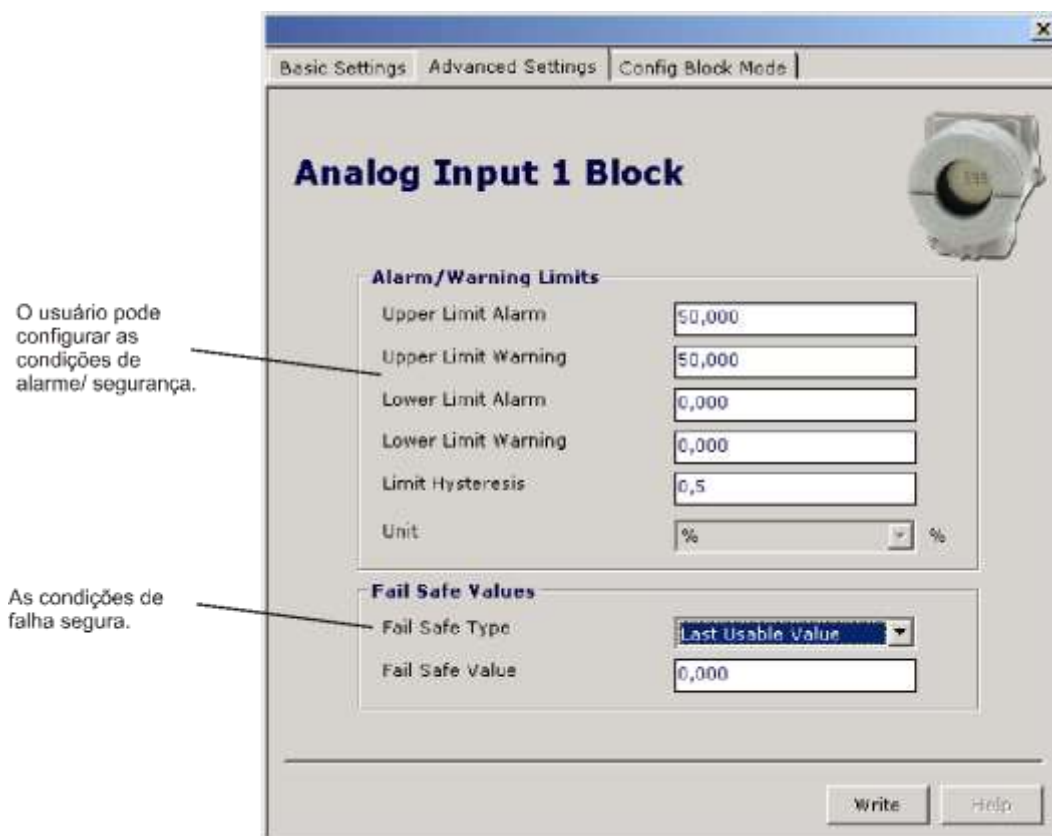 Basic Settings Advanced Settings Config Block Mode
Analog Input 1 Block
O usuário pode
configurar as
condições de
alarme/ segurança.
Alarm/Warning Limits
Upper Limit Alarm 50,000
Upper Limit Warning 50,000
Lower Limit Alarm 0,000
Lower Limit Warning 0,000
Limit Hysteresis 0,5
Unit % %
As condições de
falha segura.
Fail Safe Values
Fail Safe Type Last Usable Value
Fail Safe Value 0,000
Write Help